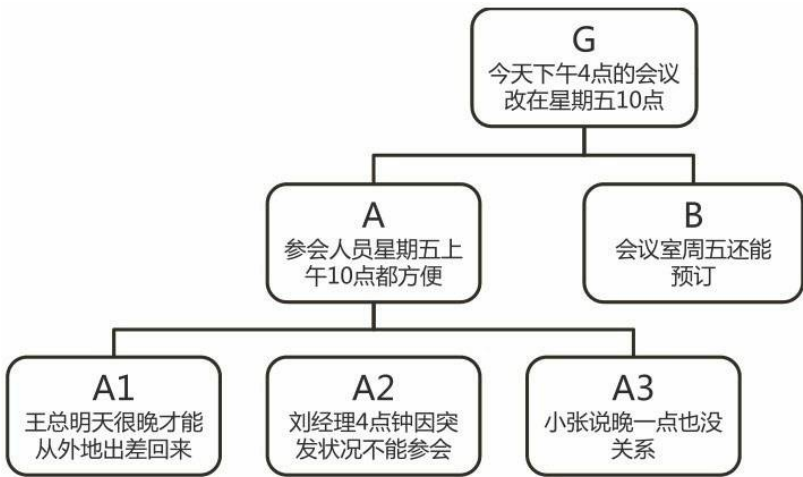 G
今天下午4点的会议
改在星期五10点
A
参会人员星期五上
午10点都方便
B
会议室周五还能
预订
A1
王总明天很晚才能
从外地出差回来
A2
刘经理4点钟因突
发状况不能参会
A3
小张说晚一点也没
关系